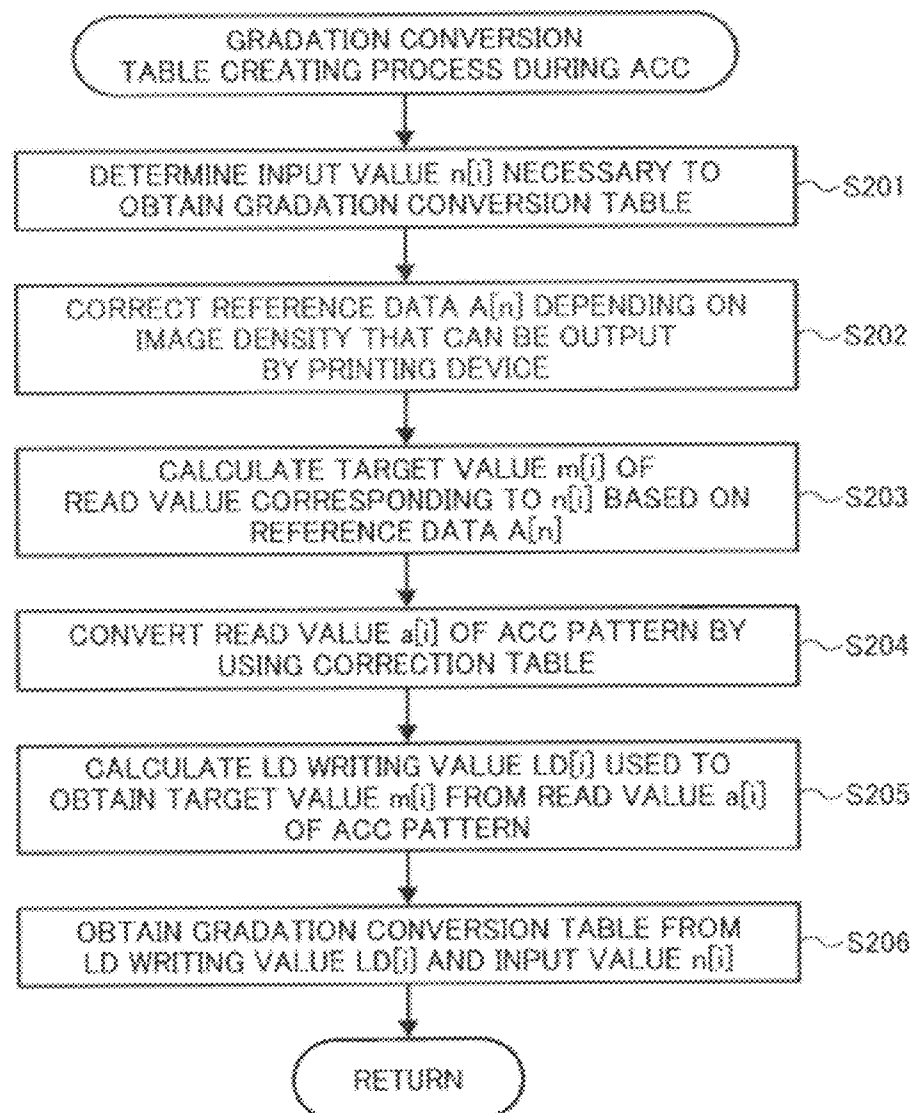 GRADATION CONVERSION
TABLE CREATING PROCESS DURING ACC
DETERMINE INPUT VALUE n[i] NECESSARY TO
OBTAIN GRADATION CONVERSION TABLE
S201
CORRECT REFERENCE DATA A[n] DEPENDING ON
IMAGE DENSITY THAT CAN BE OUTPUT
BY PRINTING DEVICE
S202
CALCULATE TARGET VALUE m[i] OF
READ VALUE CORRESPONDING TO n[i] BASED ON
REFERENCE DATA A[n]
S203
CONVERT READ VALUE a[i] OF ACC PATTERN BY
USING CORRECTION TABLE
S204
CALCULATE LD WRITING VALUE LD[i] USED TO
OBTAIN TARGET VALUE m[i] FROM READ VALUE a[i]
OF ACC PATTERN
S205
OBTAIN GRADATION CONVERSION TABLE FROM
LD WRITING VALUE LD[i] AND INPUT VALUE n[i]
S206
RETURN